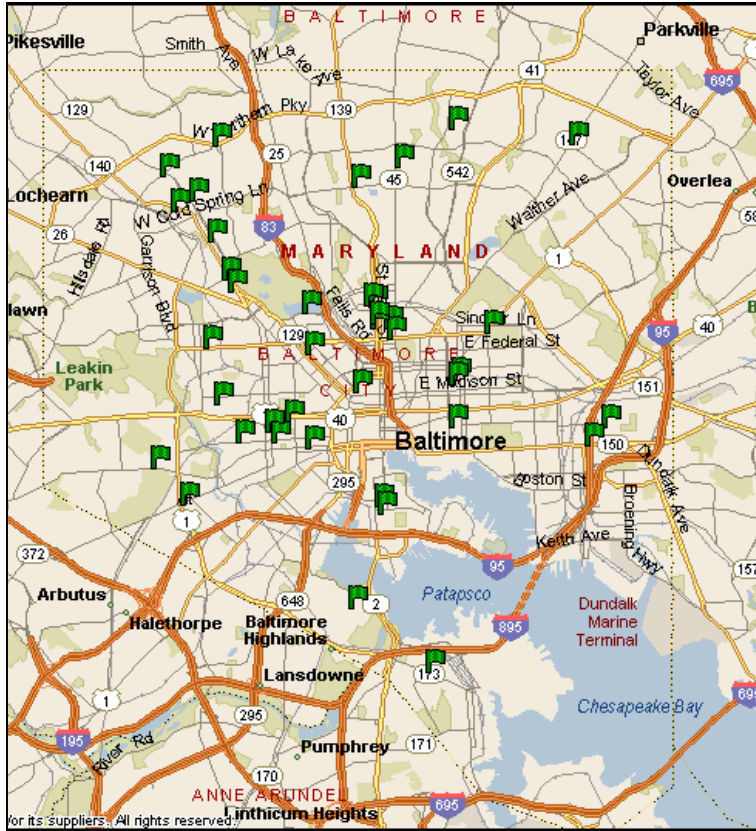 BALTIMORE
Pikesville
Smith Ave
W Lake Ave
Parkville
695
41
Taylor Ave
129
W Northern Pky
139
25
147
140
45
542
Lochearn
W Cold Spring Ln
Walther Ave
Overlea
26
83
58
Hillsdale Rd
Garrison Blvd
MARYLAND
1
Falls Rd
St
lawn
Sinclair Ln
129
E Federal St
95
40
BALTIMORE
Leakin
Park
CITY
E Madison St
151
40
Baltimore
150
295
Boston St
Dundalk Ave
1
Broening Hwy
372
Keith Ave
95
157
Arbutus
648
2
Patapsco
Halethorpe
Baltimore
Highlands
895
Dundalk
Marine
Terminal
173
Lansdowne
1
695
295
Chesapeake Bay
195
River Rd
171
Pumphrey
170
ANNE ARUNDEL
695
Linthicum Heights
/or its suppliers. All rights reserved.